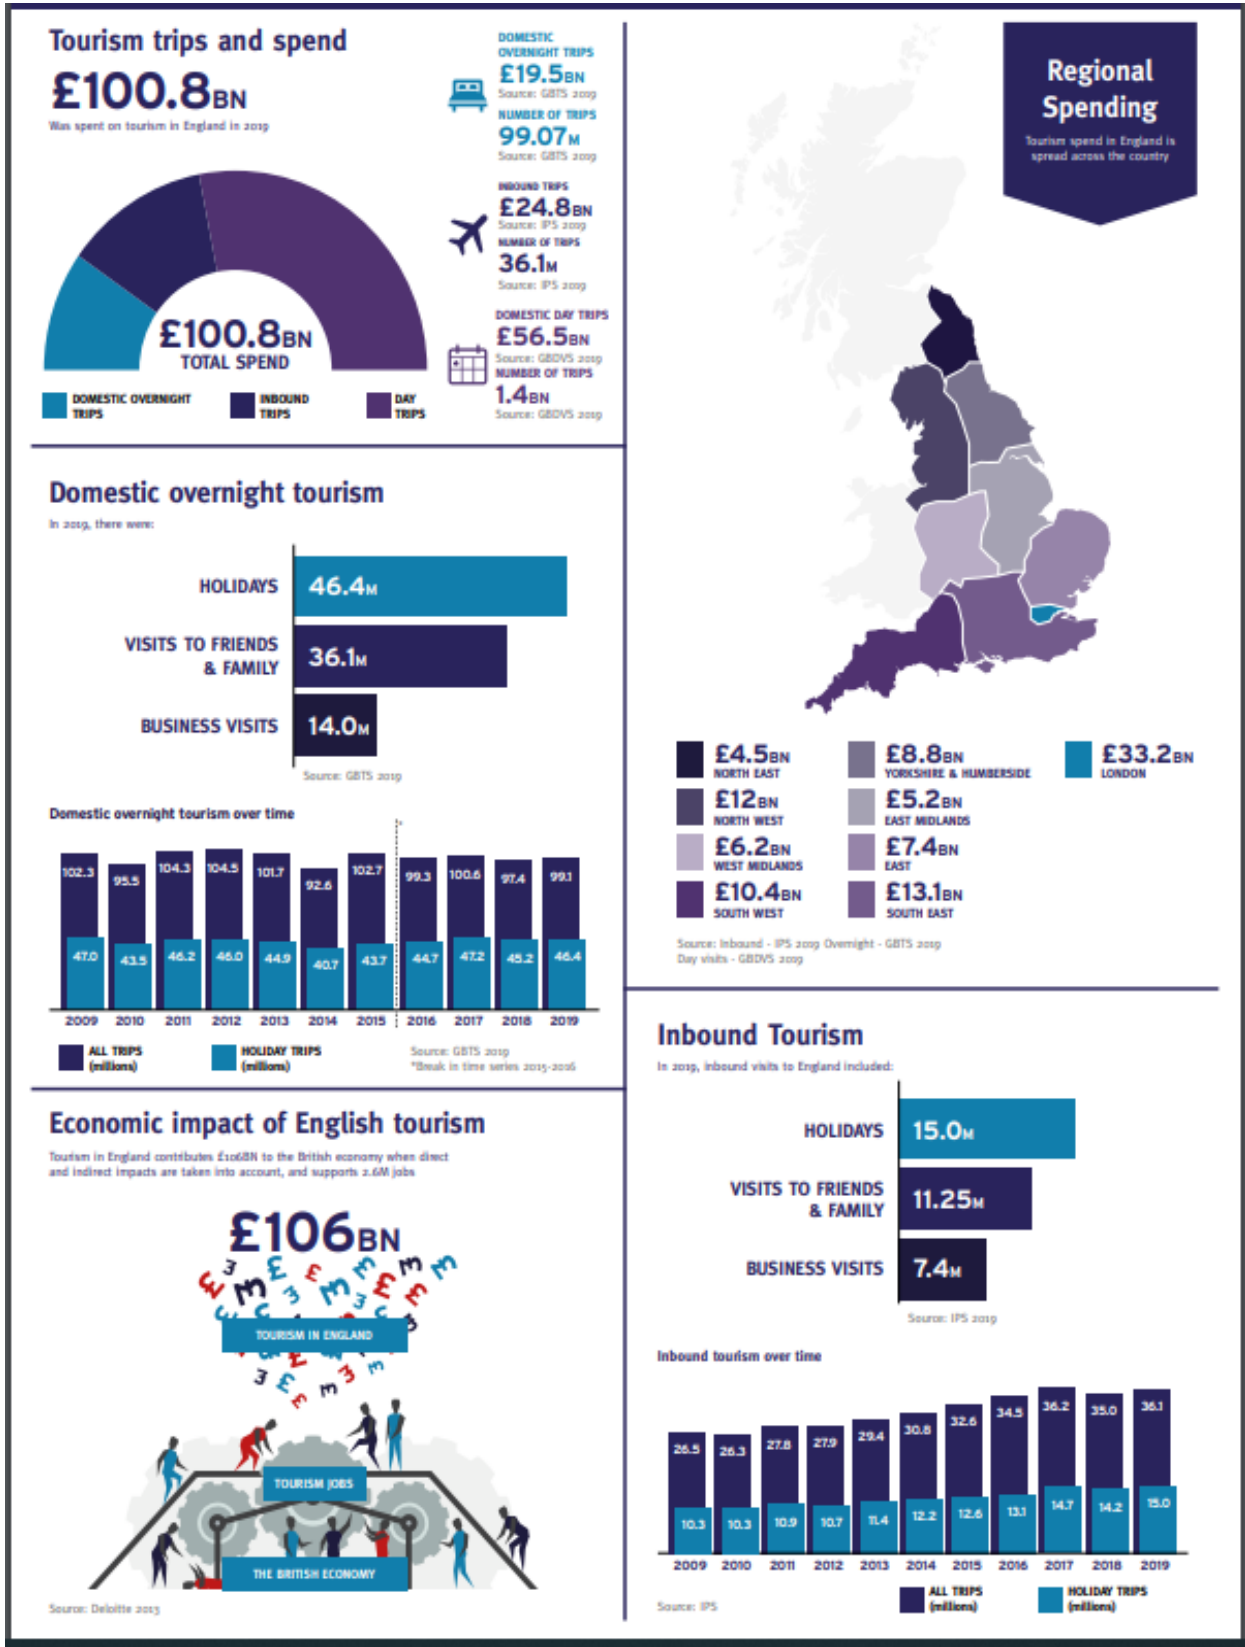 Tourism trips and spend
£100.8BN
Was spent on tourism in England in 2019
£100.8BN
TOTAL SPEND
DOMESTIC OVERNIGHT
TRIPS
INBOUND
TRIPS
DAY
TRIPS
DOMESTIC
OVERNIGHT TRIPS
£19.5BN
Source: GBTS 2019
NUMBER OF TRIPS
99.07M
Source: GBTS 2019
INBOUND TRIPS
£24.8BN
Source: IPS 2019
NUMBER OF TRIPS
36.1M
Source: IPS 2019
DOMESTIC DAY TRIPS
£56.5BN
Source: GBDVS 2019
NUMBER OF TRIPS
1.4BN
Source: GBDVS 2019
Domestic overnight tourism
In 2019, there were:
HOLIDAYS
46.4M
VISITS TO FRIENDS
& FAMILY
36.1M
BUSINESS VISITS
14.0M
Source: GBTS 2019
Domestic overnight tourism over time
*
102.3 95.5 104.3 104.5 101.7 92.6 102.7 99.3 100.6 97.4 99.1
47.0 43.5 46.2 46.0 44.9 40.7 43.7 44.7 47.2 45.2 46.4
2009 2010 2011 2012 2013 2014 2015 2016 2017 2018 2019
ALL TRIPS
(millions)
HOLIDAY TRIPS
(millions)
Source: GBTS 2019
*Break in time series 2015-2016
Economic impact of English tourism
Tourism in England contributes £106BN to the British economy when direct
and indirect impacts are taken into account, and supports 2.6M jobs
£106BN
TOURISM IN ENGLAND
TOURISM JOBS
THE BRITISH ECONOMY
Source: Deloitte 2013
Regional
Spending
Tourism spend in England is
spread across the country
£4.5BN
NORTH EAST
£8.8BN
YORKSHIRE & HUMBERSIDE
£33.2BN
LONDON
£12BN
NORTH WEST
£5.2BN
EAST MIDLANDS
£6.2BN
WEST MIDLANDS
£7.4BN
EAST
£10.4BN
SOUTH WEST
£13.1BN
SOUTH EAST
Source: Inbound - IPS 2019 Overnight - GBTS 2019
Day visits - GBDVS 2019
Inbound Tourism
In 2019, inbound visits to England included:
HOLIDAYS
15.0M
VISITS TO FRIENDS
& FAMILY
11.25M
BUSINESS VISITS
7.4M
Source: IPS 2019
Inbound tourism over time
26.5 26.3 27.8 27.9 29.4 30.8 32.6 34.5 36.2 35.0 36.1
10.3 10.3 10.9 10.7 11.4 12.2 12.6 13.1 14.7 14.2 15.0
2009 2010 2011 2012 2013 2014 2015 2016 2017 2018 2019
ALL TRIPS
(millions)
HOLIDAY TRIPS
(millions)
Source: IPS